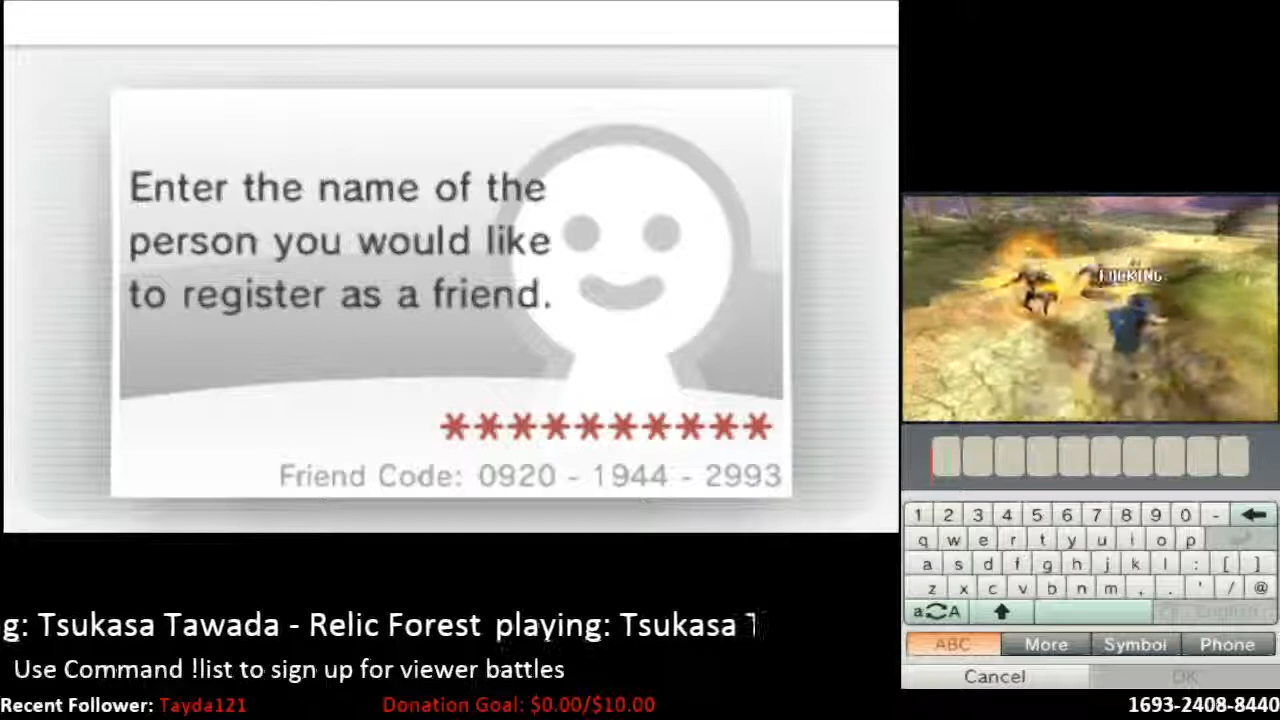 Enter the name of the
person you would like
to register as a friend.
**********
Friend Code: 0920 - 1944 - 2993
1 2 3 4 5 6 7 8 9 0 -
q w e r t y u i o p
a s d f g h j k l : [ ]
z x c v b n m , . ' / @
a A
English
ABC More Symbol Phone
Cancel OK
g: Tsukasa Tawada - Relic Forest playing: Tsukasa
Use Command !list to sign up for viewer battles
Recent Follower: Tayda121 Donation Goal: $0.00/$10.00 1693-2408-8440